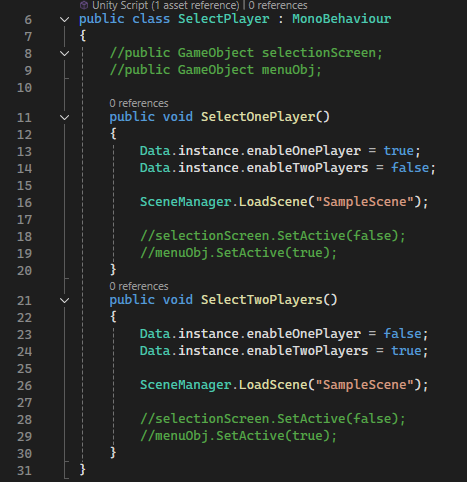 Unity Script (1 asset reference) | 0 references
6 public class SelectPlayer : MonoBehaviour
7 {
8 //public GameObject selectionScreen;
9 //public GameObject menuObj;
10
0 references
11 public void SelectOnePlayer()
12 {
13 Data.instance.enableOnePlayer = true;
14 Data.instance.enableTwoPlayers = false;
15
16 SceneManager.LoadScene("SampleScene");
17
18 //selectionScreen.SetActive(false);
19 //menuObj.SetActive(true);
20 }
0 references
21 public void SelectTwoPlayers()
22 {
23 Data.instance.enableOnePlayer = false;
24 Data.instance.enableTwoPlayers = true;
25
26 SceneManager.LoadScene("SampleScene");
27
28 //selectionScreen.SetActive(false);
29 //menuObj.SetActive(true);
30 }
31 }